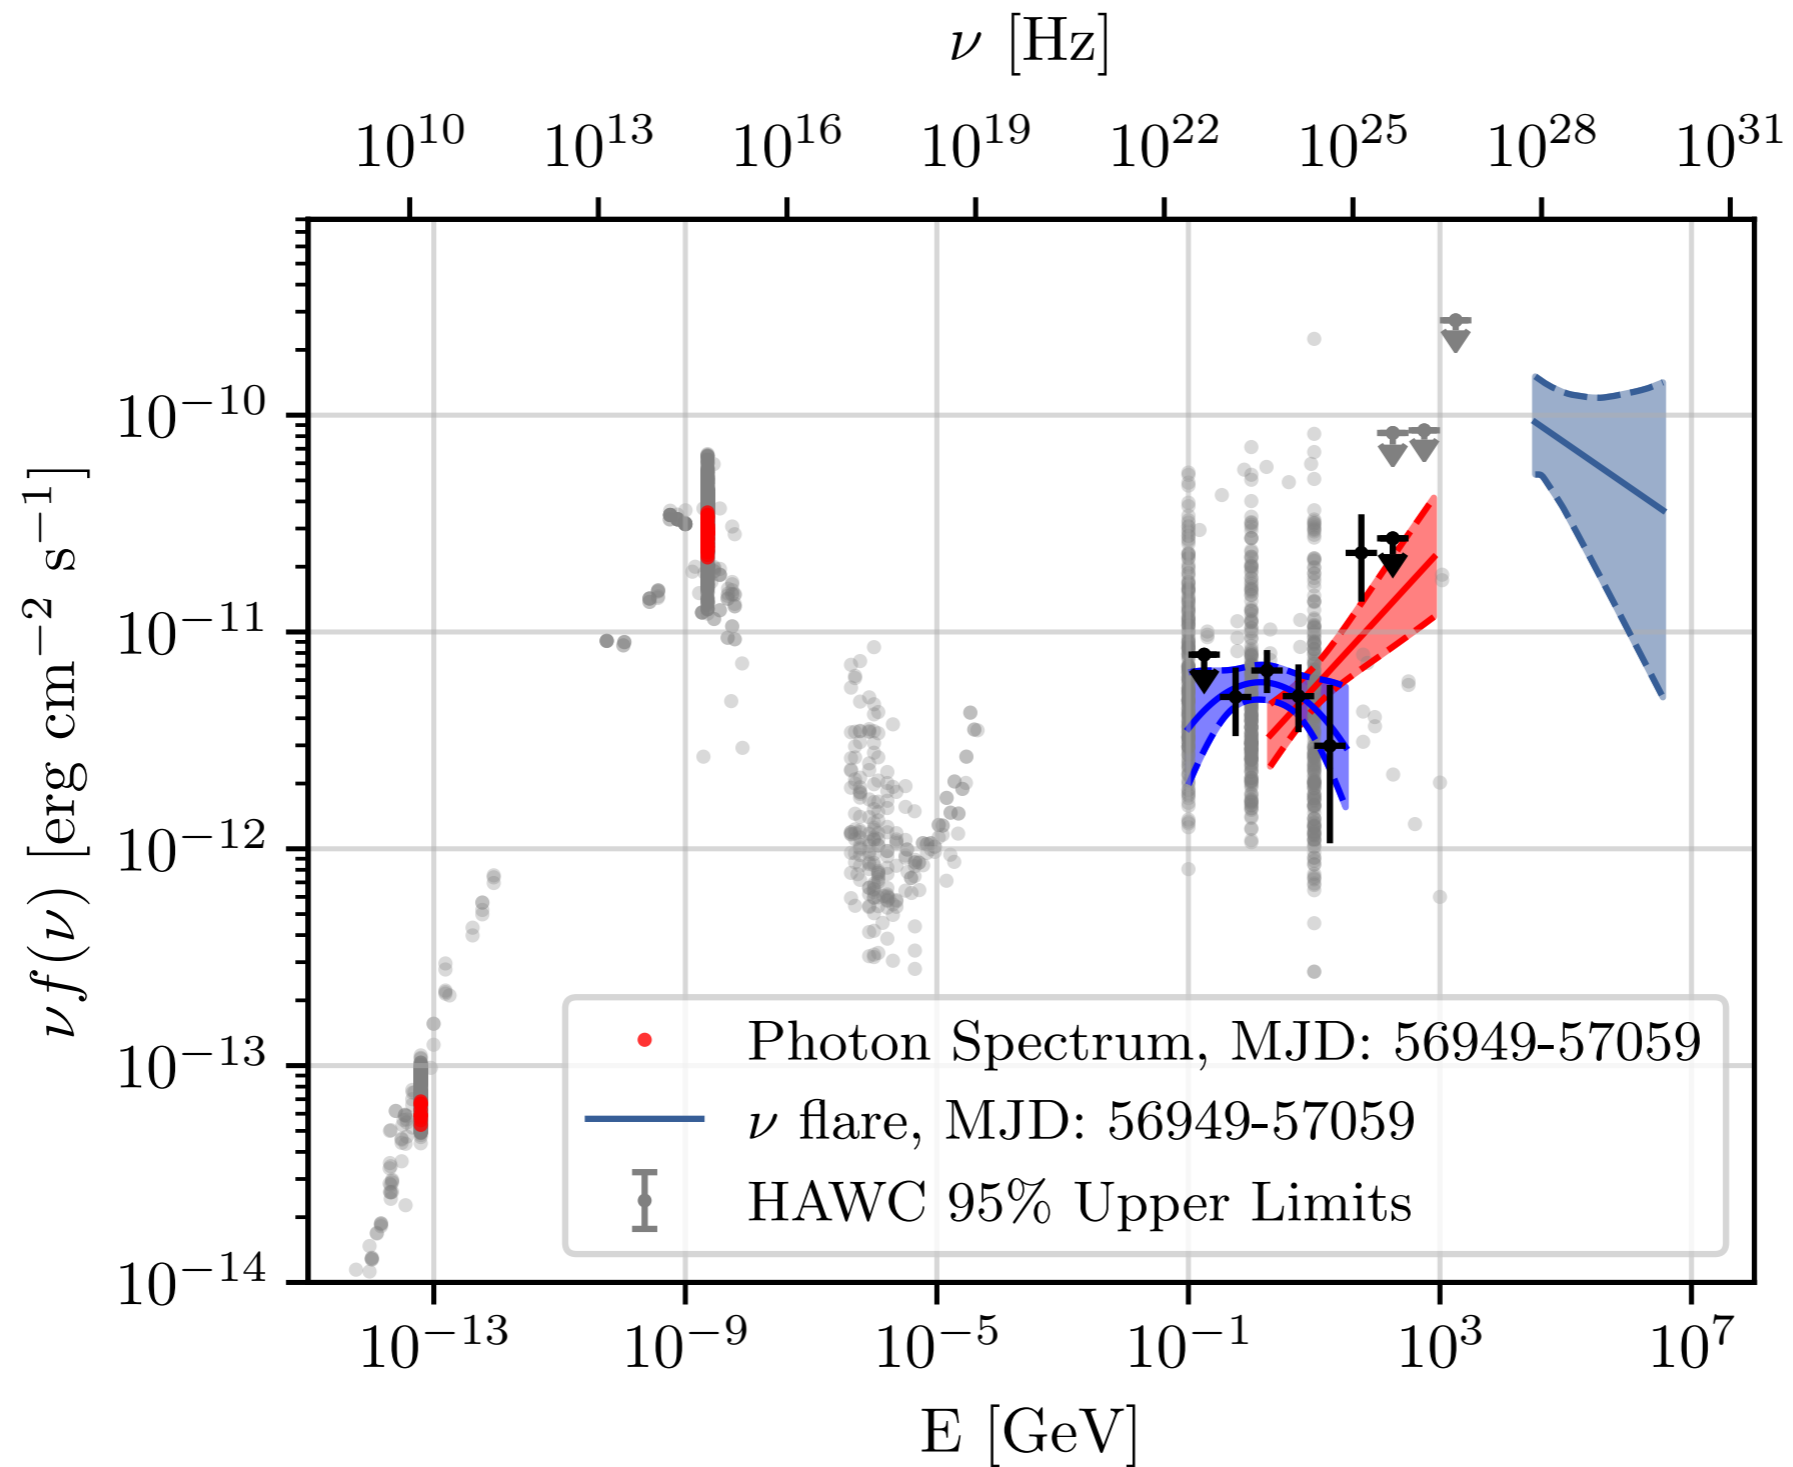 ν [Hz]
10^10 10^13 10^16 10^19 10^22 10^25 10^28 10^31
νf(ν) [erg cm^−2 s^−1]
10^−10
10^−11
10^−12
10^−13
10^−14
Photon Spectrum, MJD: 56949-57059
ν flare, MJD: 56949-57059
HAWC 95% Upper Limits
10^−13 10^−9 10^−5 10^−1 10^3 10^7
E [GeV]